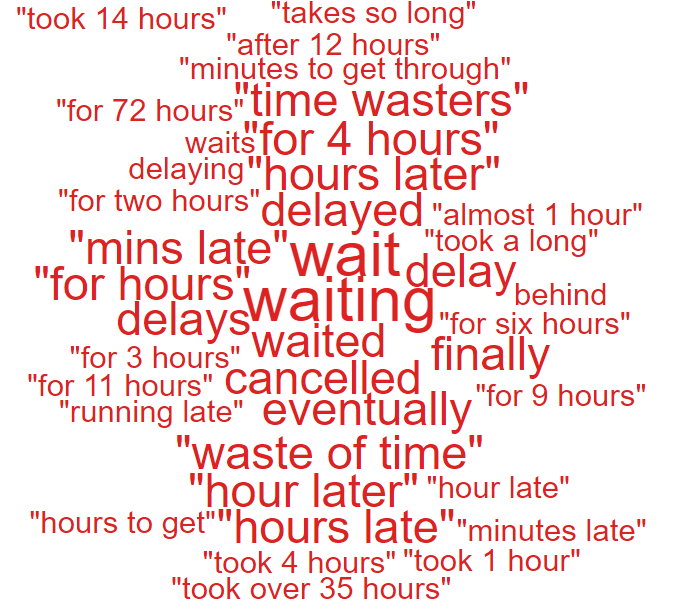 "took 14 hours" "takes so long"
"after 12 hours"
"minutes to get through"
"for 72 hours" "time wasters"
waits "for 4 hours"
delaying "hours later"
"for two hours" delayed "almost 1 hour"
"mins late" wait "took a long"
"for hours" waiting delay behind
delays waited "for six hours"
"for 3 hours" finally
"for 11 hours" cancelled "for 9 hours"
"running late" eventually
"waste of time"
"hour later" "hour late"
"hours to get" "hours late" "minutes late"
"took 4 hours" "took 1 hour"
"took over 35 hours"